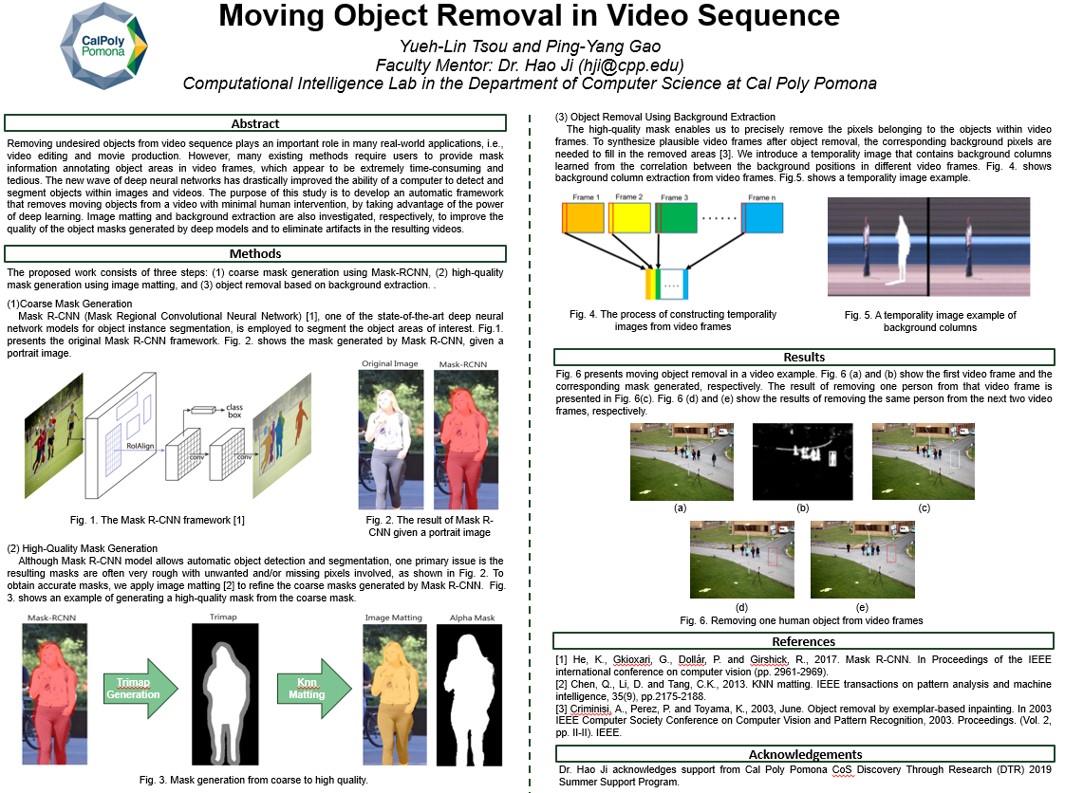 CalPoly
Pomona
Moving Object Removal in Video Sequence
Yueh-Lin Tsou and Ping-Yang Gao
Faculty Mentor: Dr. Hao Ji (hji@cpp.edu)
Computational Intelligence Lab in the Department of Computer Science at Cal Poly Pomona
Abstract
Removing undesired objects from video sequence plays an important role in many real-world applications, i.e.,
video editing and movie production. However, many existing methods require users to provide mask
information annotating object areas in video frames, which appear to be extremely time-consuming and
tedious. The new wave of deep neural networks has drastically improved the ability of a computer to detect and
segment objects within images and videos. The purpose of this study is to develop an automatic framework
that removes moving objects from a video with minimal human intervention, by taking advantage of the power
of deep learning. Image matting and background extraction are also investigated, respectively, to improve the
quality of the object masks generated by deep models and to eliminate artifacts in the resulting videos.
Methods
The proposed work consists of three steps: (1) coarse mask generation using Mask-RCNN, (2) high-quality
mask generation using image matting, and (3) object removal based on background extraction. .
(1)Coarse Mask Generation
Mask R-CNN (Mask Regional Convolutional Neural Network) [1], one of the state-of-the-art deep neural
network models for object instance segmentation, is employed to segment the object areas of interest. Fig.1.
presents the original Mask R-CNN framework. Fig. 2. shows the mask generated by Mask R-CNN, given a
portrait image.
RoIAlign
conv
conv
class
box
Fig. 1. The Mask R-CNN framework [1]
Original Image
Mask-RCNN
Fig. 2. The result of Mask R-
CNN given a portrait image
(2) High-Quality Mask Generation
Although Mask R-CNN model allows automatic object detection and segmentation, one primary issue is the
resulting masks are often very rough with unwanted and/or missing pixels involved, as shown in Fig. 2. To
obtain accurate masks, we apply image matting [2] to refine the coarse masks generated by Mask R-CNN. Fig.
3. shows an example of generating a high-quality mask from the coarse mask.
Mask-RCNN
Trimap
Generation
Trimap
Knn
Matting
Image Matting
Alpha Mask
Fig. 3. Mask generation from coarse to high quality.
(3) Object Removal Using Background Extraction
The high-quality mask enables us to precisely remove the pixels belonging to the objects within video
frames. To synthesize plausible video frames after object removal, the corresponding background pixels are
needed to fill in the removed areas [3]. We introduce a temporality image that contains background columns
learned from the correlation between the background positions in different video frames. Fig. 4. shows
background column extraction from video frames. Fig.5. shows a temporality image example.
Frame 1
Frame 2
Frame 3
Frame n
Fig. 4. The process of constructing temporality
images from video frames
Fig. 5. A temporality image example of
background columns
Results
Fig. 6 presents moving object removal in a video example. Fig. 6 (a) and (b) show the first video frame and the
corresponding mask generated, respectively. The result of removing one person from that video frame is
presented in Fig. 6(c). Fig. 6 (d) and (e) show the results of removing the same person from the next two video
frames, respectively.
(a)
(b)
(c)
(d)
(e)
Fig. 6. Removing one human object from video frames
References
[1] He, K., Gkioxari, G., Dollár, P. and Girshick, R., 2017. Mask R-CNN. In Proceedings of the IEEE
international conference on computer vision (pp. 2961-2969).
[2] Chen, Q., Li, D. and Tang, C.K., 2013. KNN matting. IEEE transactions on pattern analysis and machine
intelligence, 35(9), pp.2175-2188.
[3] Criminisi, A., Perez, P. and Toyama, K., 2003, June. Object removal by exemplar-based inpainting. In 2003
IEEE Computer Society Conference on Computer Vision and Pattern Recognition, 2003. Proceedings. (Vol. 2,
pp. II-II). IEEE.
Acknowledgements
Dr. Hao Ji acknowledges support from Cal Poly Pomona CoS Discovery Through Research (DTR) 2019
Summer Support Program.